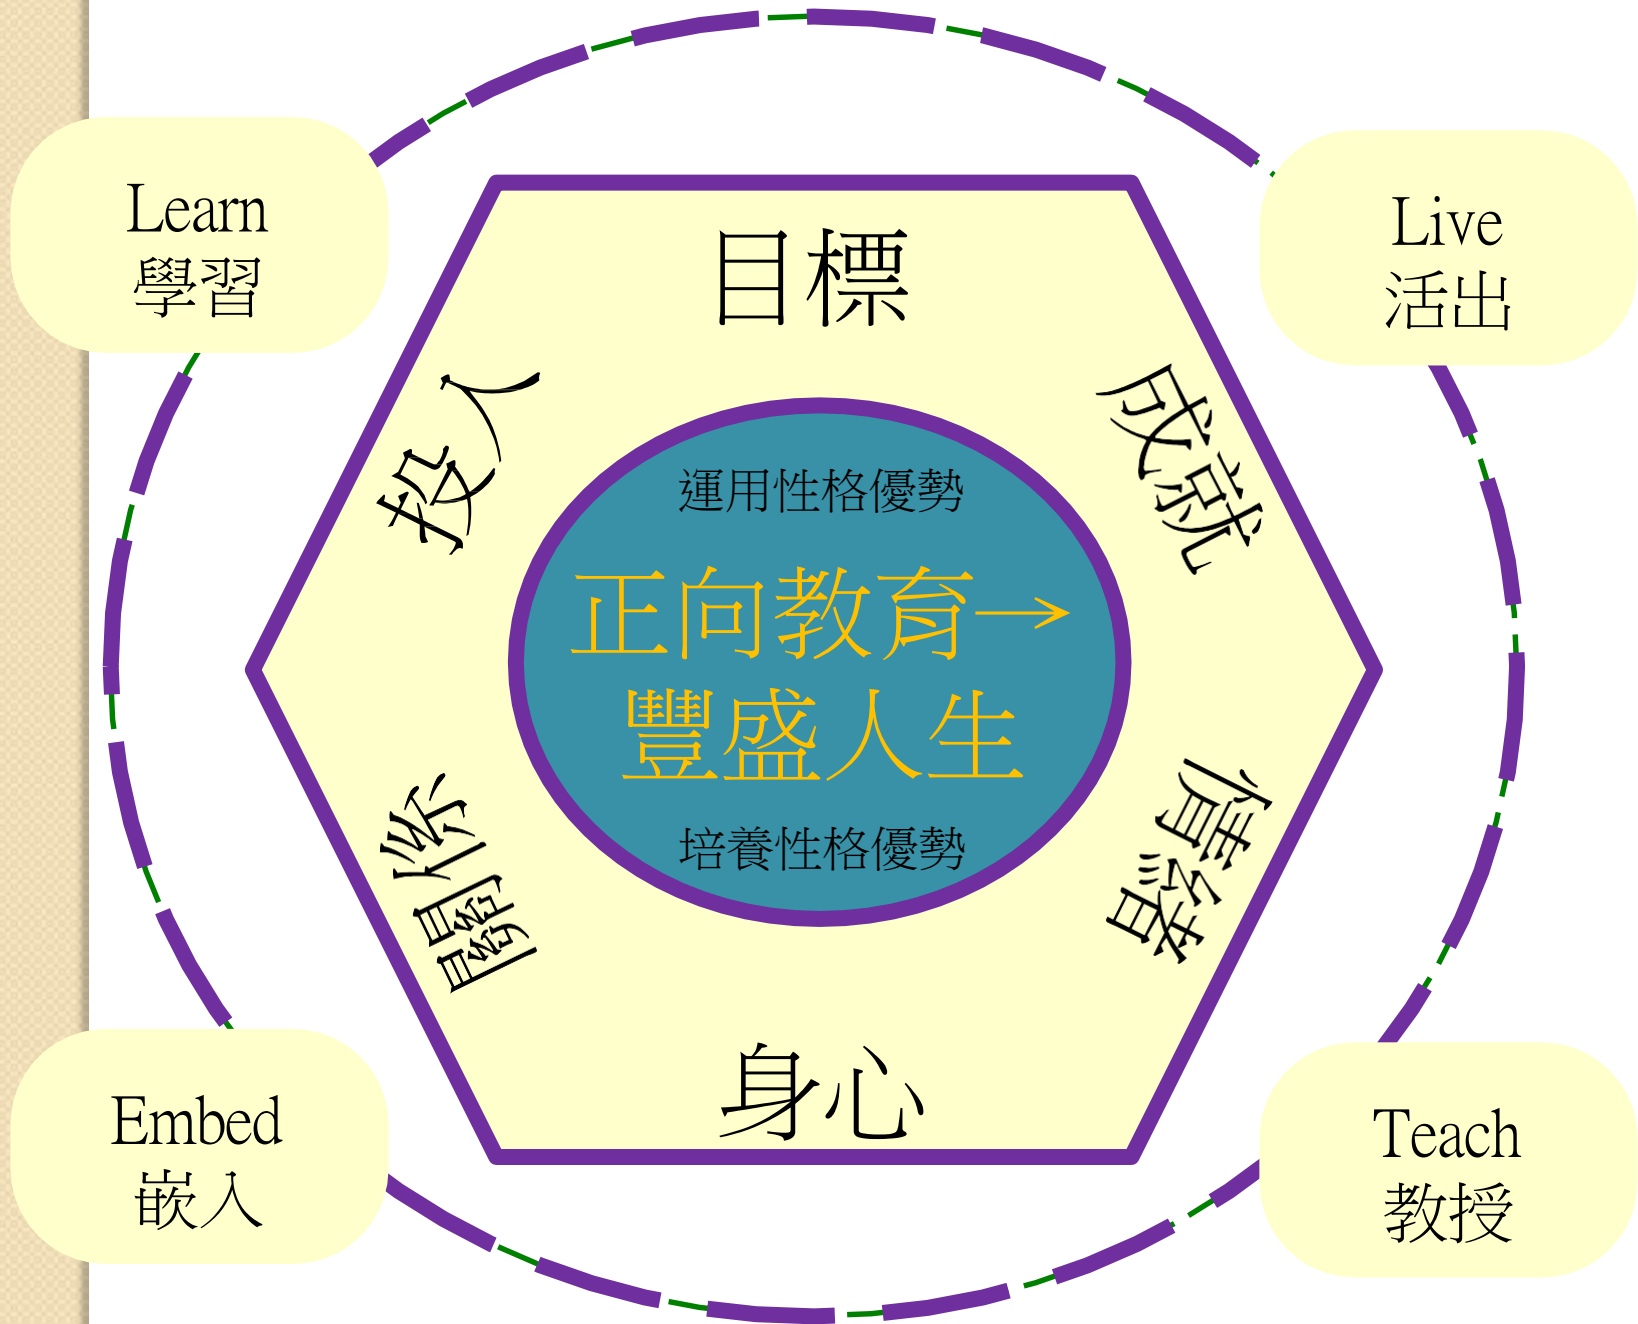 Learn
學習
Live
活出
目標
投入
成就
運用性格優勢
正向教育→
豐盛人生
培養性格優勢
關係
情緒
身心
Embed
嵌入
Teach
教授